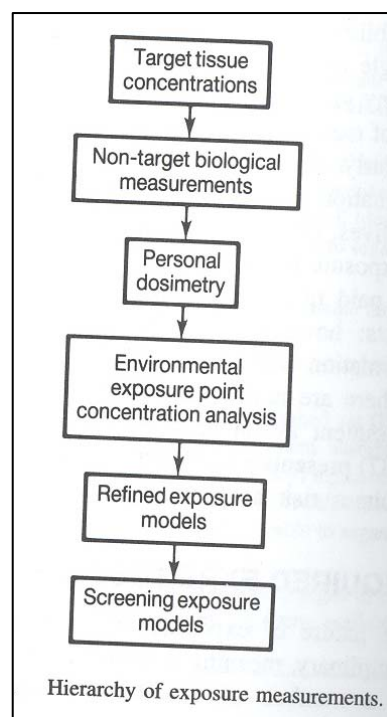 Target tissue
concentrations
Non-target biological
measurements
Personal
dosimetry
Environmental
exposure point
concentration analysis
Refined exposure
models
Screening exposure
models
Hierarchy of exposure measurements.